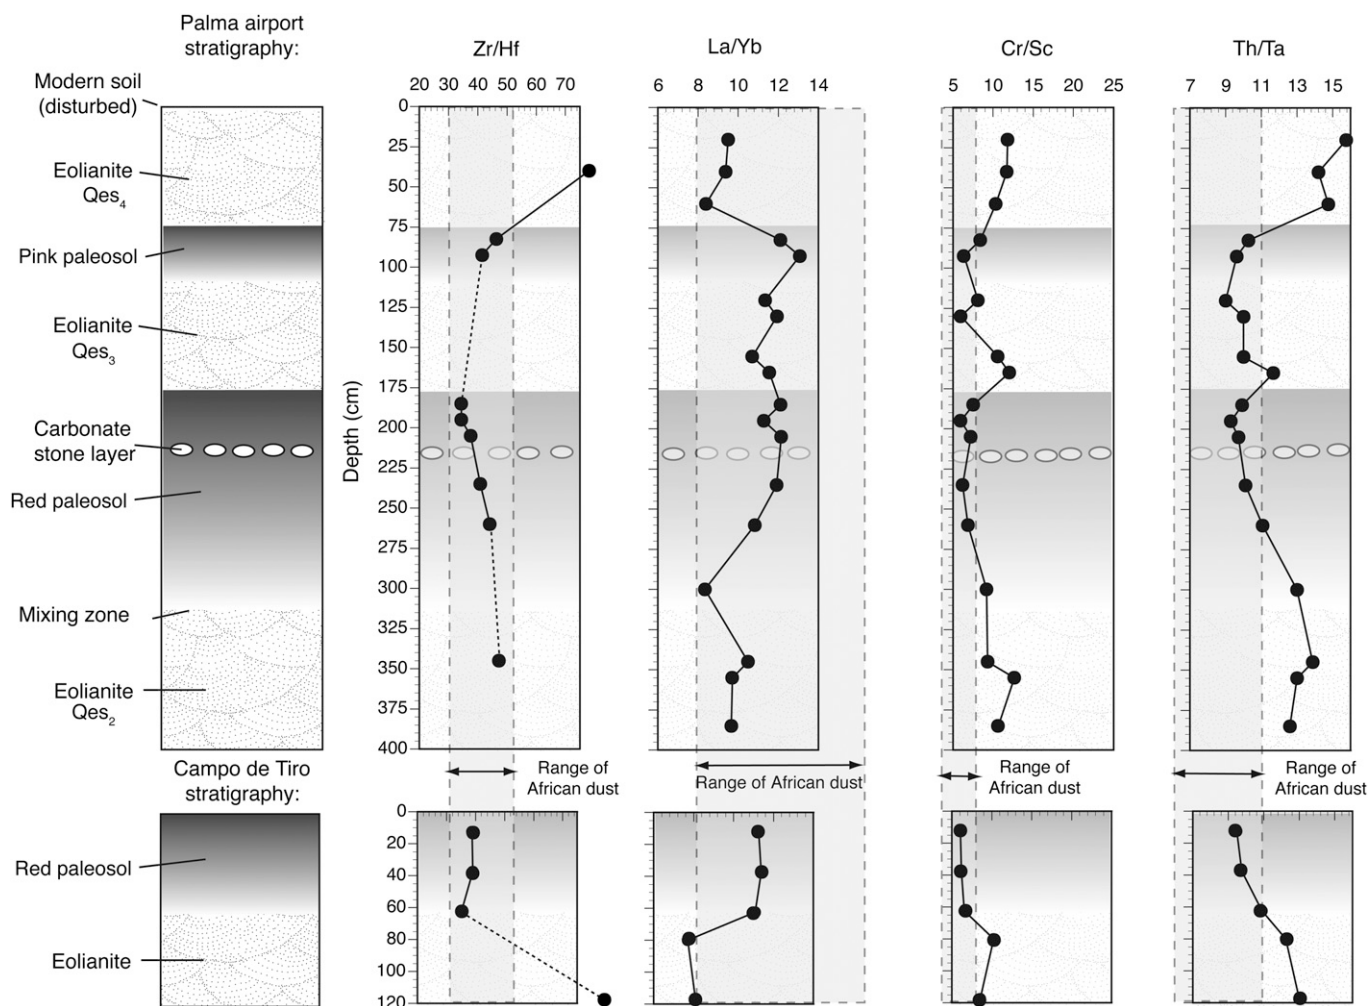 Palma airport
stratigraphy:
Modern soil
(disturbed)
Eolianite
Qes4
Pink paleosol
Eolianite
Qes3
Carbonate
stone layer
Red paleosol
Mixing zone
Eolianite
Qes2
Zr/Hf
20 30 40 50 60 70
Depth (cm)
0
25
50
75
100
125
150
175
200
225
250
275
300
325
350
375
400
La/Yb
6 8 10 12 14
Cr/Sc
5 10 15 20 25
Th/Ta
7 9 11 13 15
Range of
African dust
Range of African dust
Range of
African dust
Range of
African dust
Campo de Tiro
stratigraphy:
Red paleosol
Eolianite
0
20
40
60
80
100
120